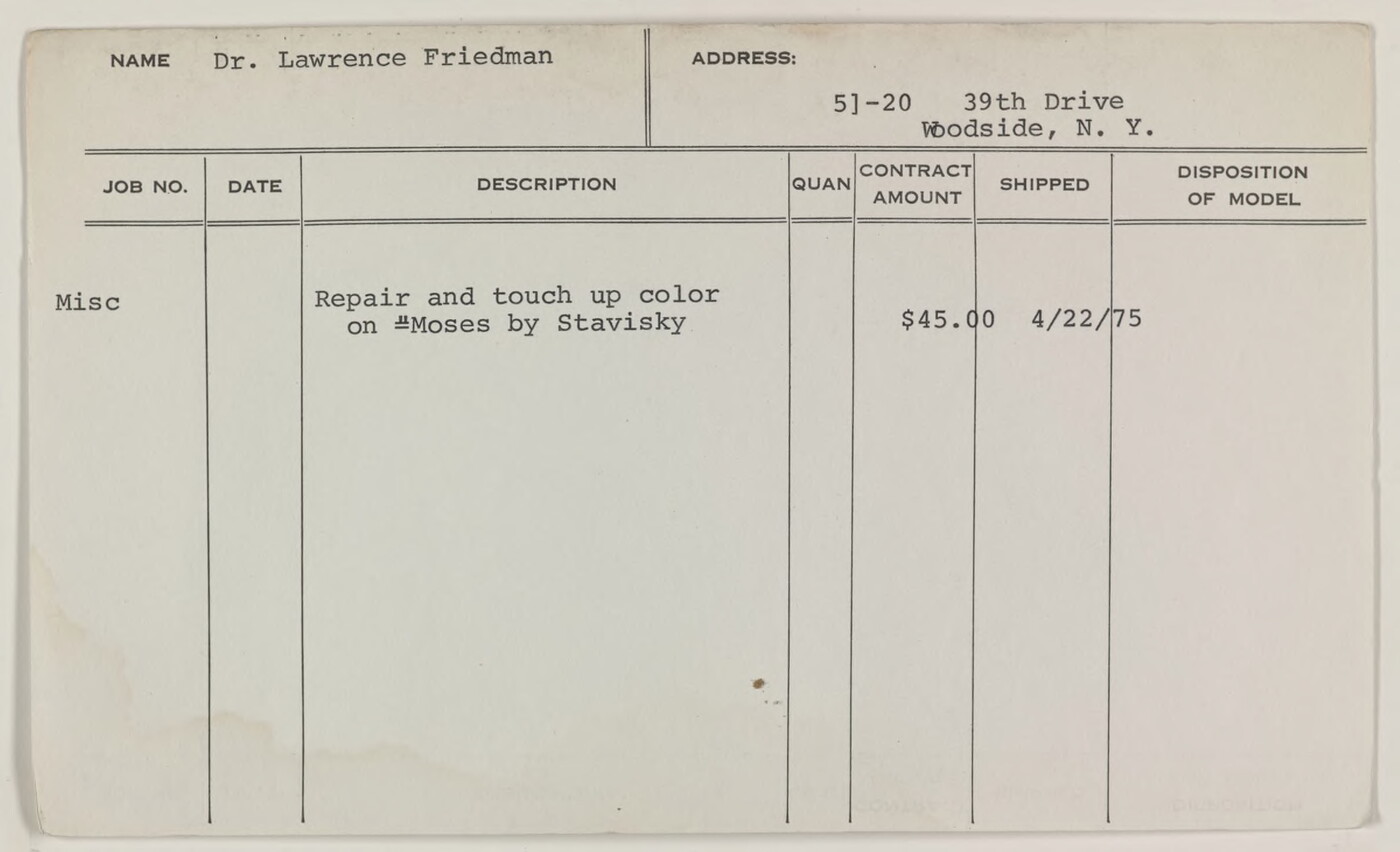 NAME Dr. Lawrence Friedman
ADDRESS:
5]-20 39th Drive
Woodside, N. Y.
JOB NO. DATE DESCRIPTION QUAN CONTRACT AMOUNT SHIPPED DISPOSITION OF MODEL
Misc Repair and touch up color
on "Moses by Stavisky $45.00 4/22/75